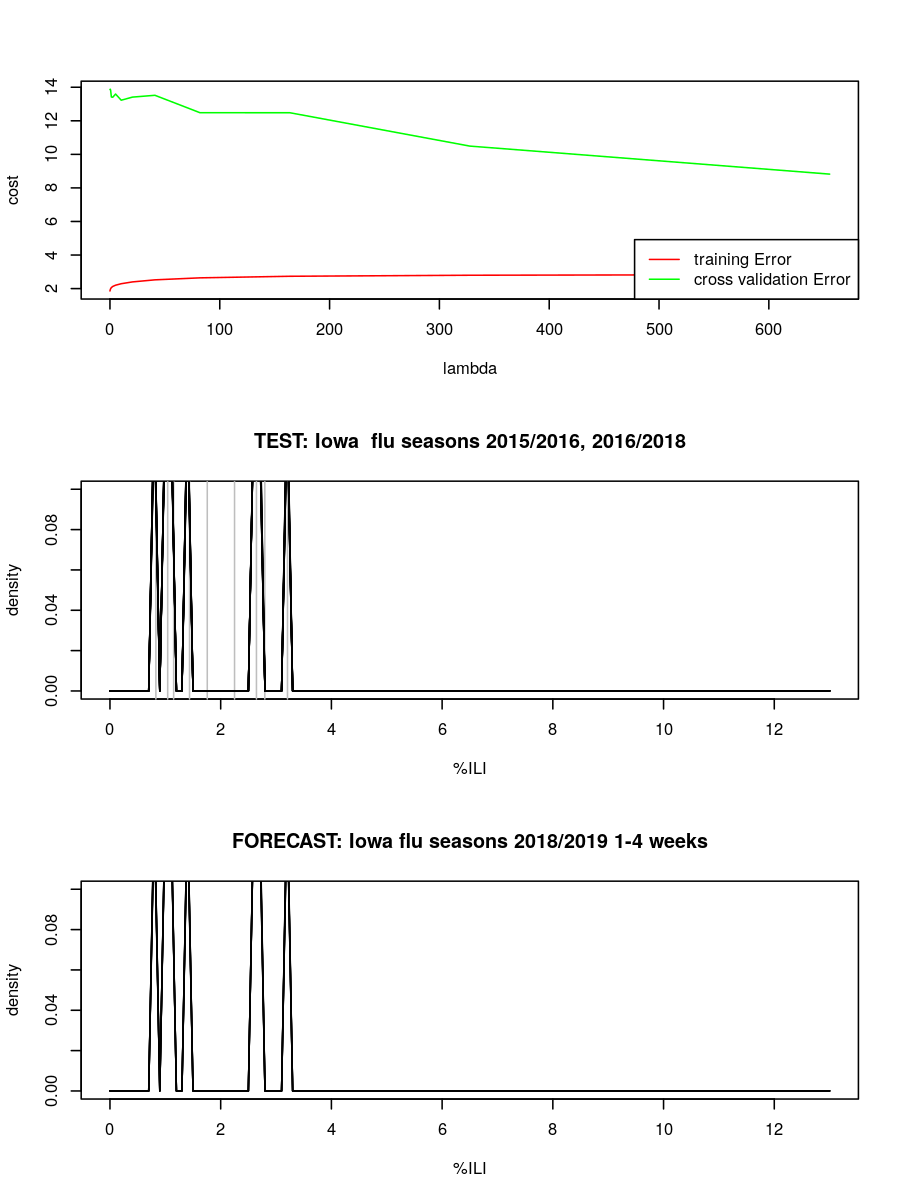 14
12
10
8
6
4
2
cost
training Error
cross validation Error
0 100 200 300 400 500 600
lambda
TEST: Iowa  flu seasons 2015/2016, 2016/2018
0.08
0.04
0.00
density
0 2 4 6 8 10 12
%ILI
FORECAST: Iowa flu seasons 2018/2019 1-4 weeks
0.08
0.04
0.00
density
0 2 4 6 8 10 12
%ILI